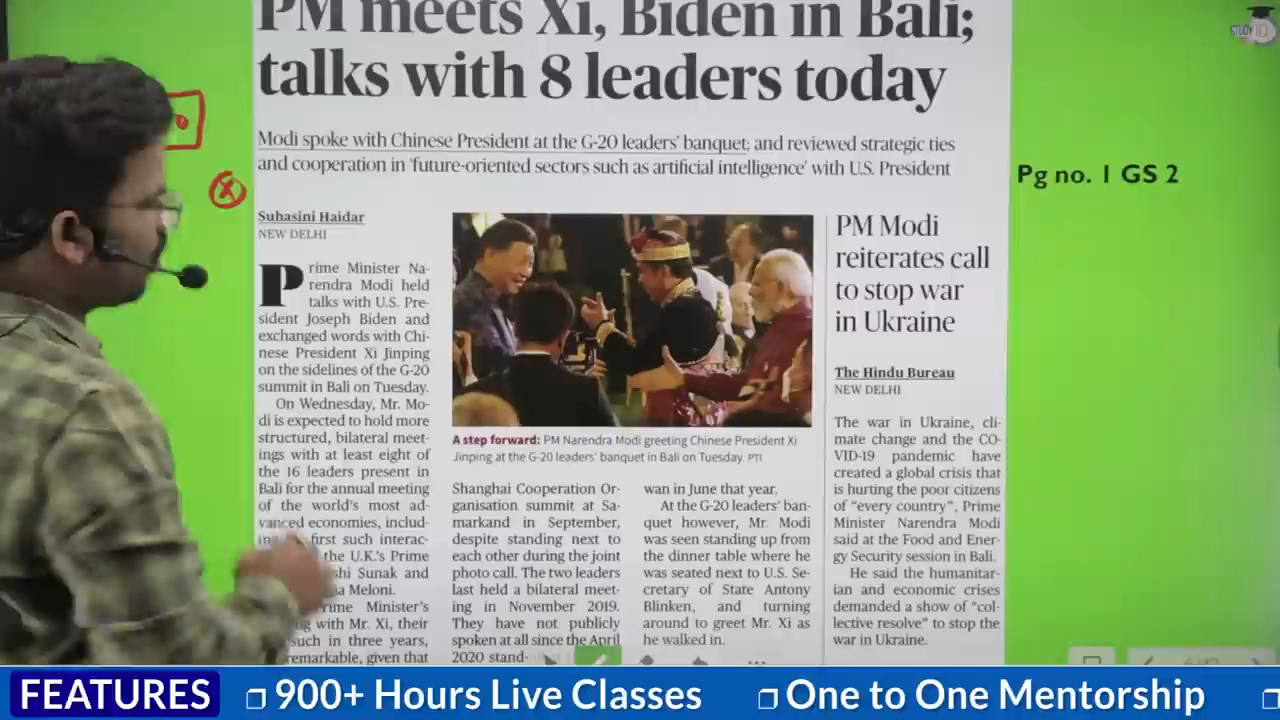 PM meets Xi, Biden in Bali;
talks with 8 leaders today
Modi spoke with Chinese President at the G-20 leaders' banquet; and reviewed strategic ties
and cooperation in 'future-oriented sectors such as artificial intelligence' with U.S. President
Pg no. 1 GS 2
STUDY IQ
Suhasini Haidar
NEW DELHI
Prime Minister Na-
rendra Modi held
talks with U.S. Pre-
sident Joseph Biden and
exchanged words with Chi-
nese President Xi Jinping
on the sidelines of the G-20
summit in Bali on Tuesday.
On Wednesday, Mr. Mo-
di is expected to hold more
structured, bilateral meet-
ings with at least eight of
the 16 leaders present in
Bali for the annual meeting
of the world's most ad-
vanced economies, includ-
first such interac-
the U.K.'s Prime
Sunak and
Meloni.
Minister's
with Mr. Xi, their
such in three years,
remarkable, given that
A step forward: PM Narendra Modi greeting Chinese President Xi
Jinping at the G-20 leaders' banquet in Bali on Tuesday. PTI
Shanghai Cooperation Or-
ganisation summit at Sa-
markand in September,
despite standing next to
each other during the joint
photo call. The two leaders
last held a bilateral meet-
ing in November 2019.
They have not publicly
spoken at all since the April
2020 stand-
wan in June that year.
At the G-20 leaders' ban-
quet however, Mr. Modi
was seen standing up from
the dinner table where he
was seated next to U.S. Se-
cretary of State Antony
Blinken, and turning
around to greet Mr. Xi as
he walked in.
PM Modi
reiterates call
to stop war
in Ukraine
The Hindu Bureau
NEW DELHI
The war in Ukraine, cli-
mate change and the CO-
VID-19 pandemic have
created a global crisis that
is hurting the poor citizens
of "every country", Prime
Minister Narendra Modi
said at the Food and Ener-
gy Security session in Bali.
He said the humanitar-
ian and economic crises
demanded a show of "col-
lective resolve" to stop the
war in Ukraine.
FEATURES 900+ Hours Live Classes One to One Mentorship